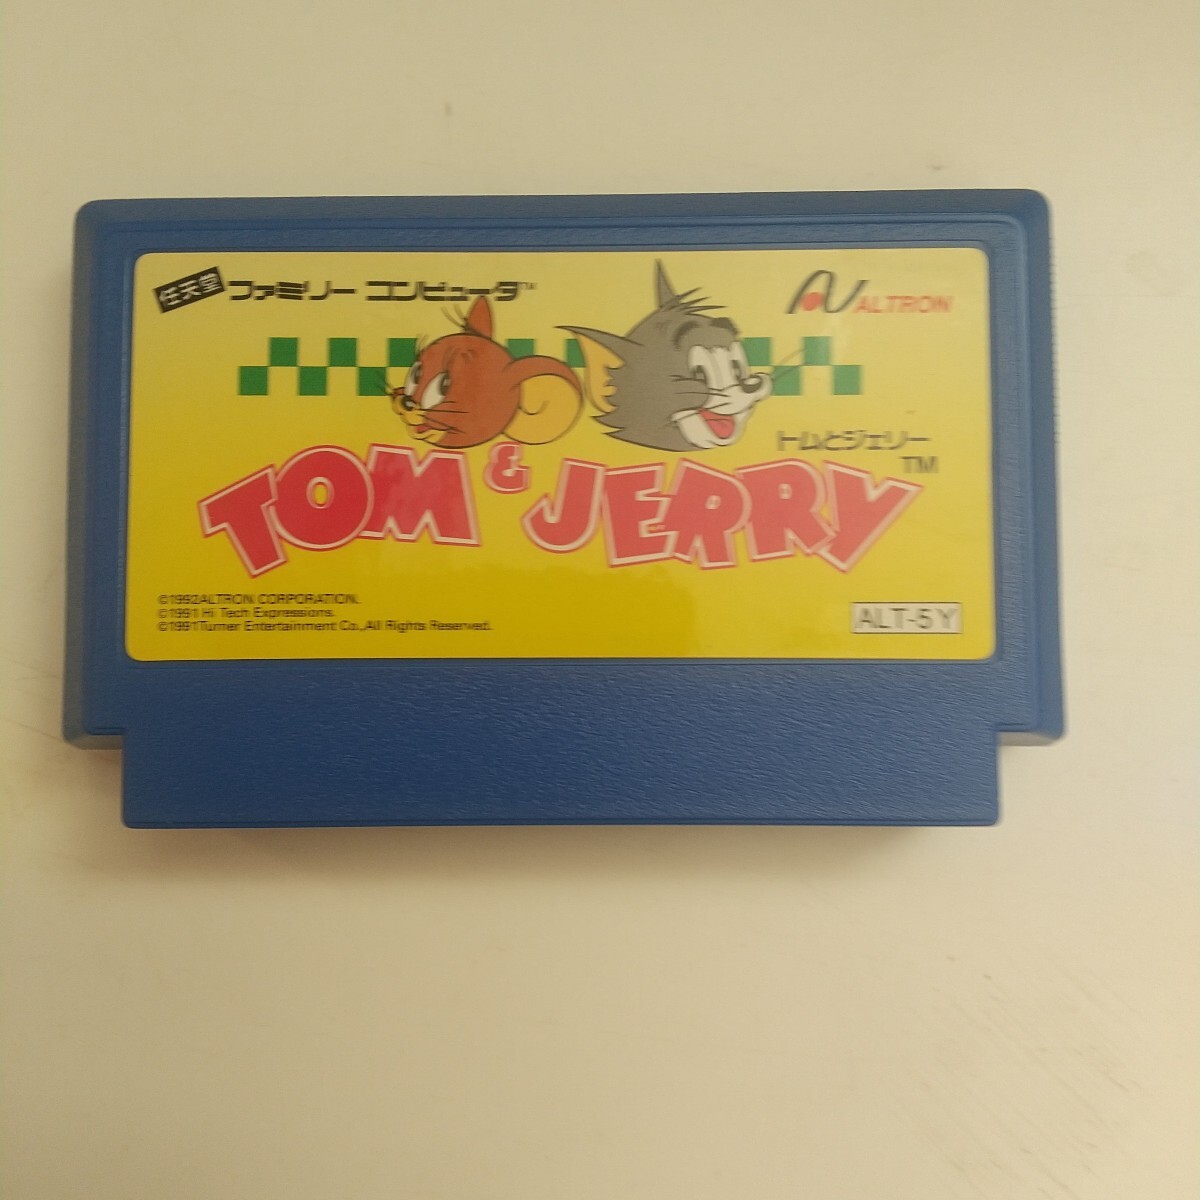 任天堂 ファミリー コンピュータ™
ALTRON
トムとジェリー
TOM & JERRY™
©1992ALTRON CORPORATION.
©1991 Hi Tech Expressions.
©1991Turner Entertainment Co.,All Rights Reserved.
ALT-5Y